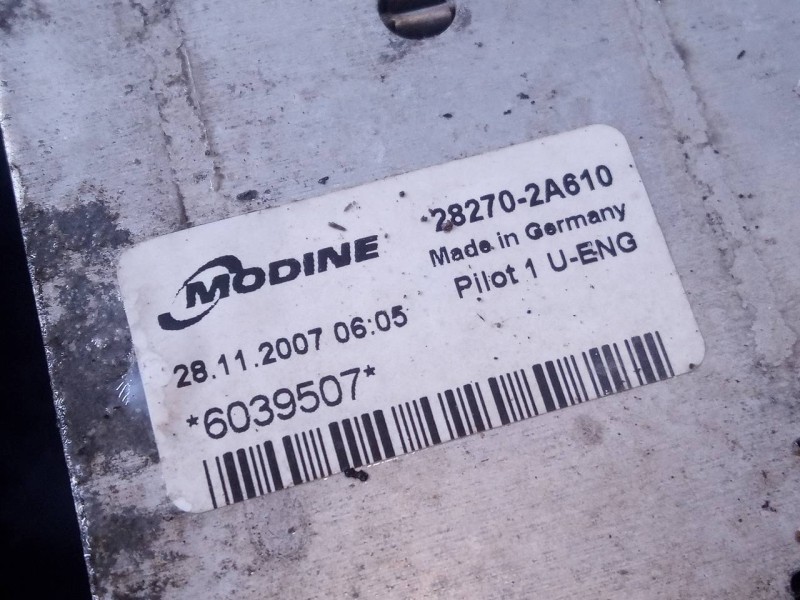 MODINE
28270-2A610
Made in Germany
Pilot 1 U-ENG
28.11.2007 06:05
*6039507*